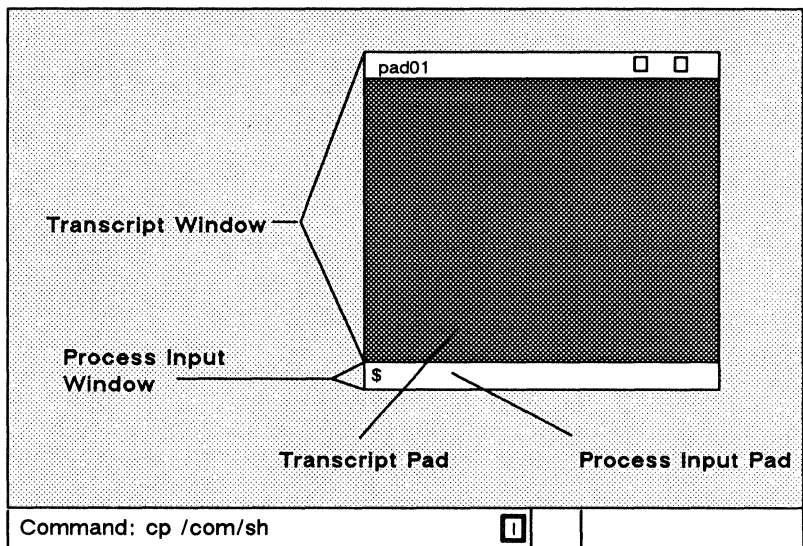 pad01
Transcript Window
Process Input
Window
$
Transcript Pad
Process Input Pad
Command: cp /com/sh
I